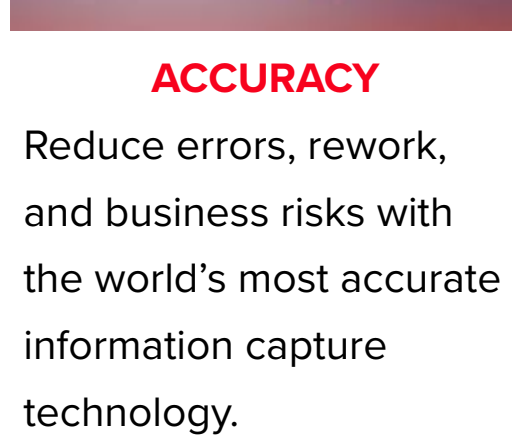 ACCURACY
Reduce errors, rework,
and business risks with
the world’s most accurate
information capture
technology.